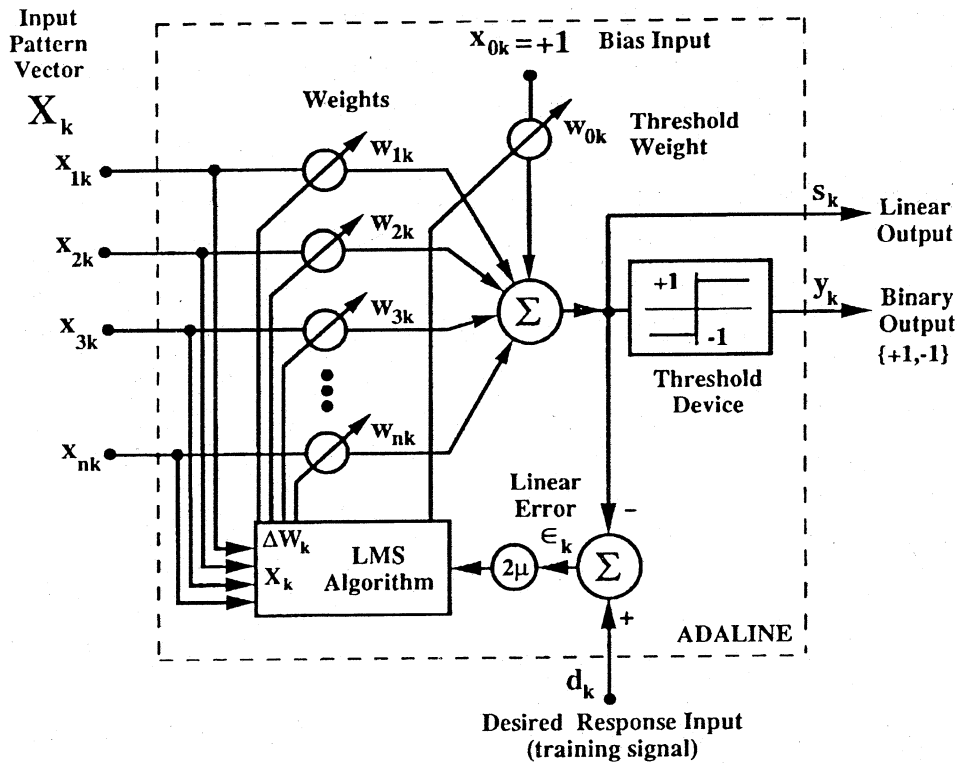 Input
Pattern
Vector
X_k
x_1k
x_2k
x_3k
x_nk
Weights
w_1k
w_2k
w_3k
w_nk
x_0k = +1 Bias Input
w_0k
Threshold
Weight
Σ
s_k
Linear
Output
+1
-1
y_k
Binary
Output
{+1,-1}
Threshold
Device
Linear
Error
∈_k
−
Σ
+
2μ
ΔW_k
X_k
LMS
Algorithm
ADALINE
d_k
Desired Response Input
(training signal)